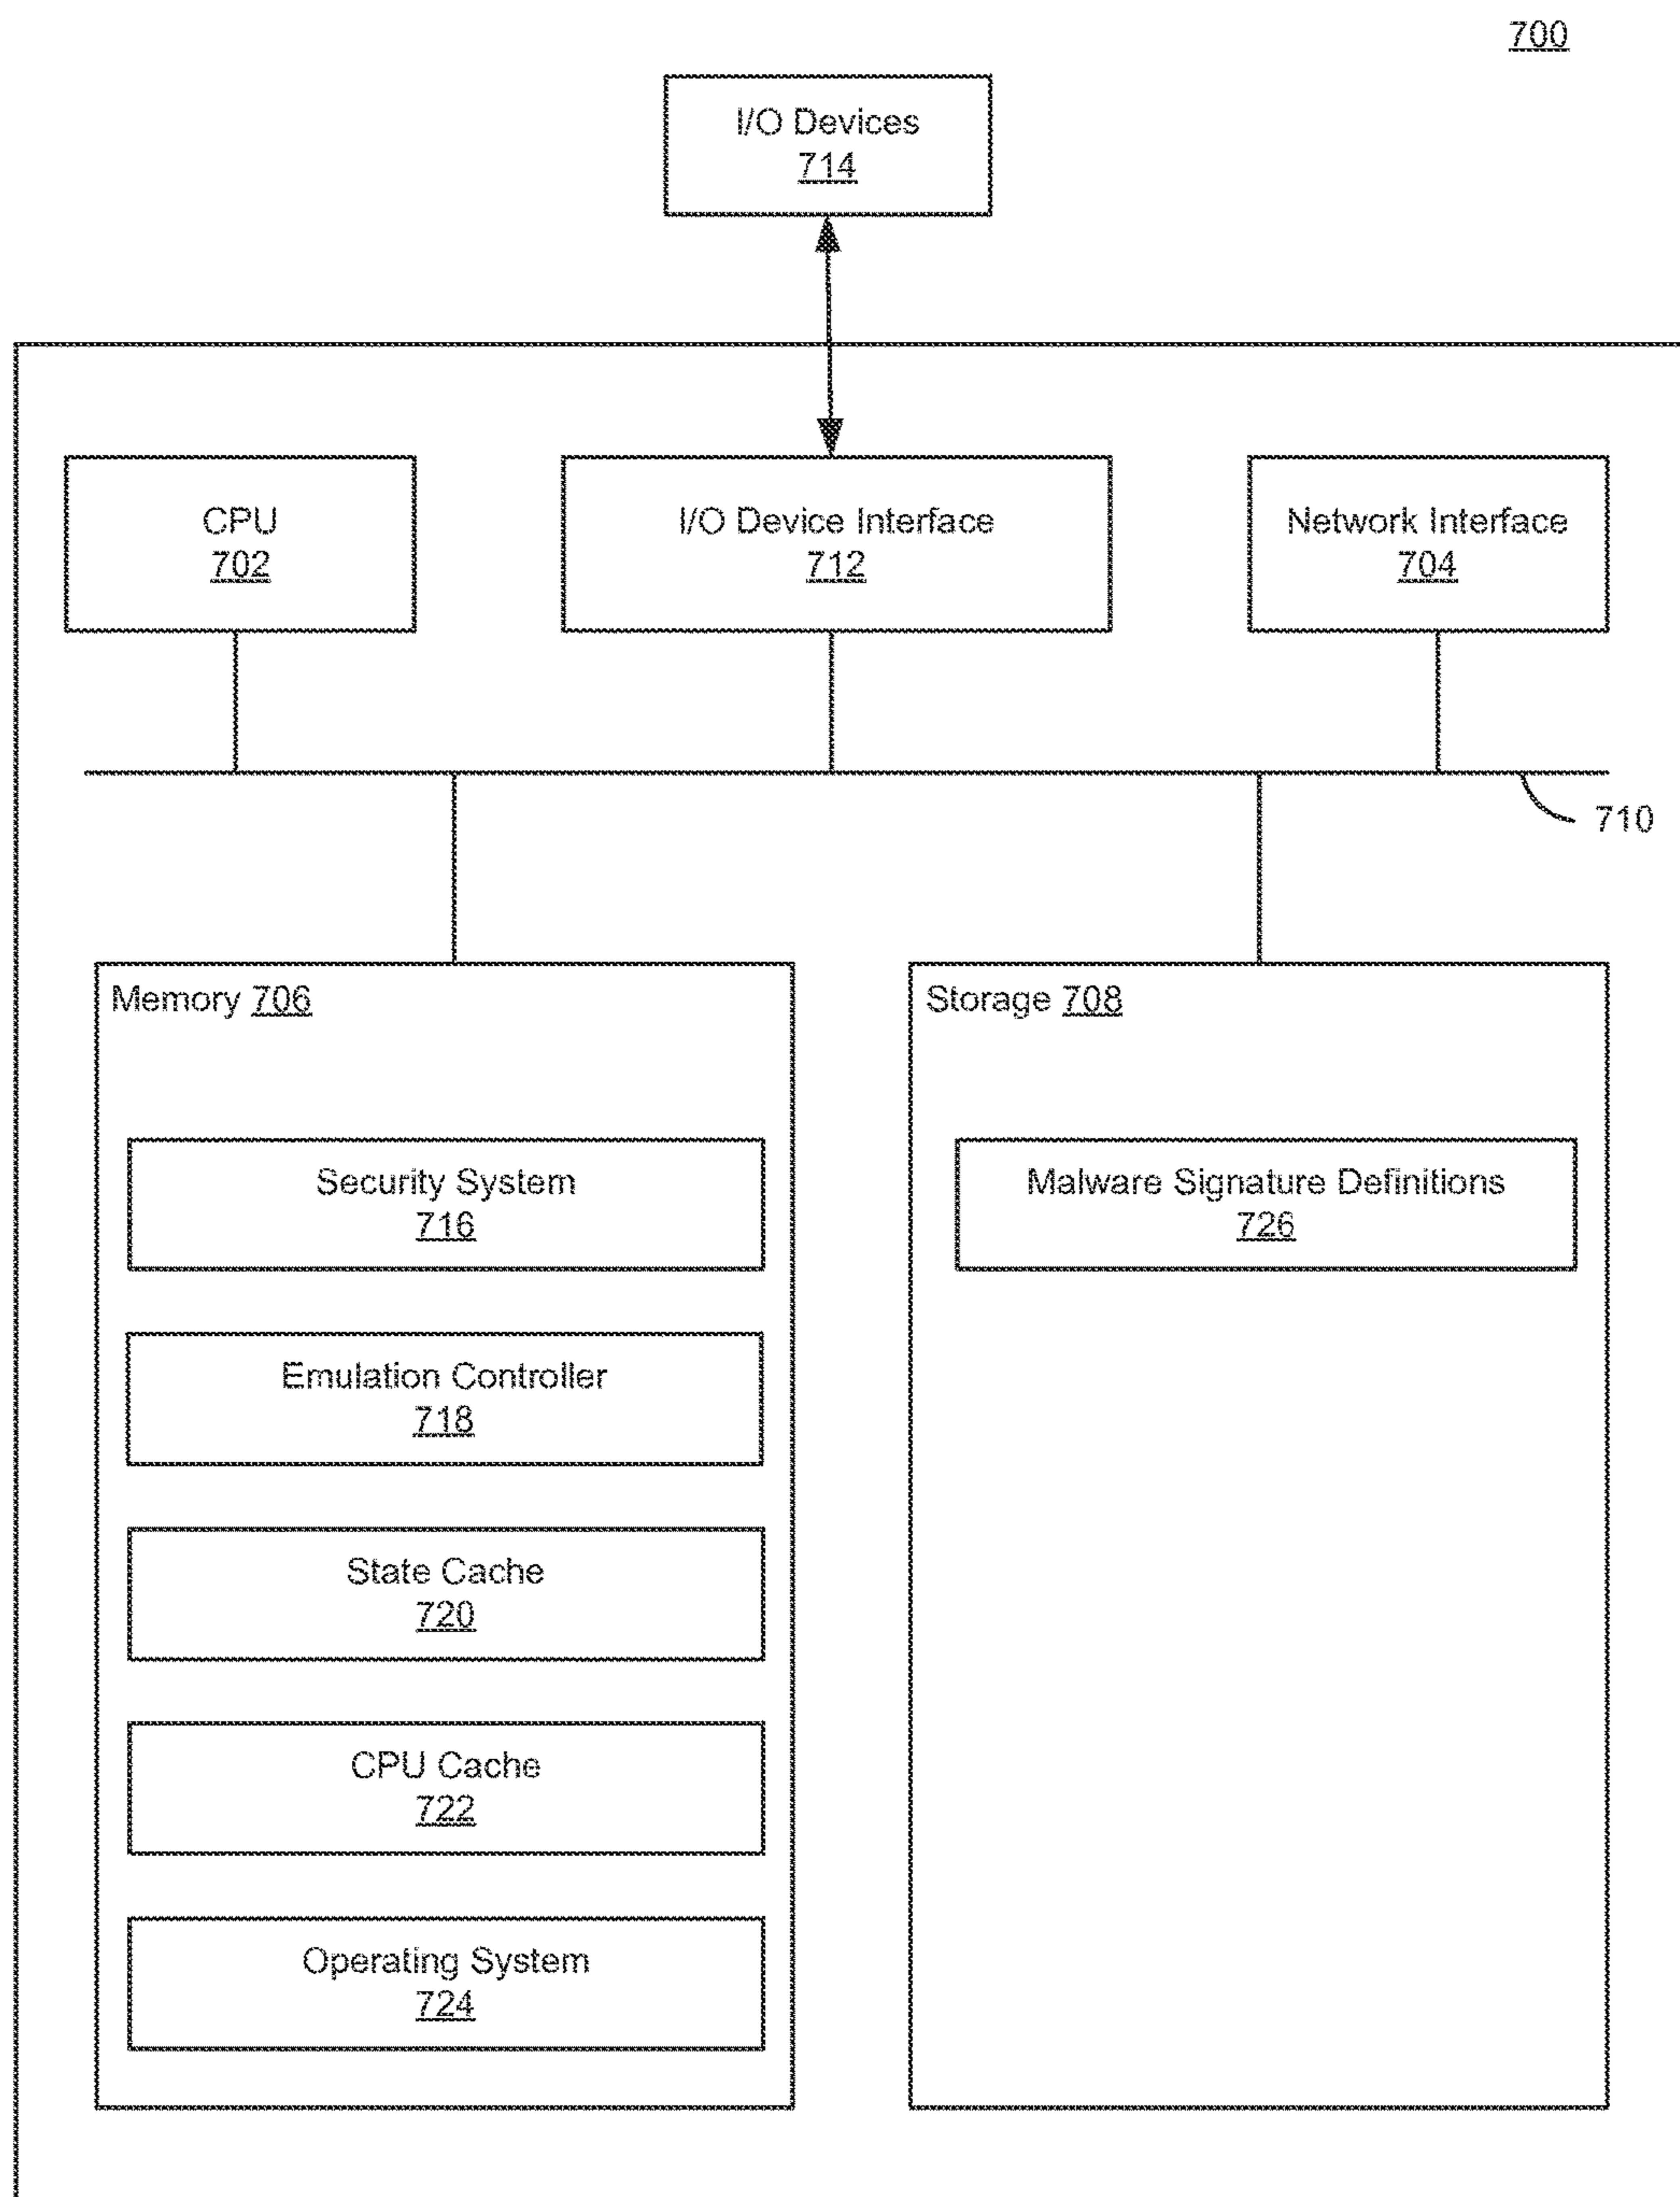 700
I/O Devices
714
CPU
702
I/O Device Interface
712
Network Interface
704
710
Memory 706
Security System
716
Emulation Controller
718
State Cache
720
CPU Cache
722
Operating System
724
Storage 708
Malware Signature Definitions
726